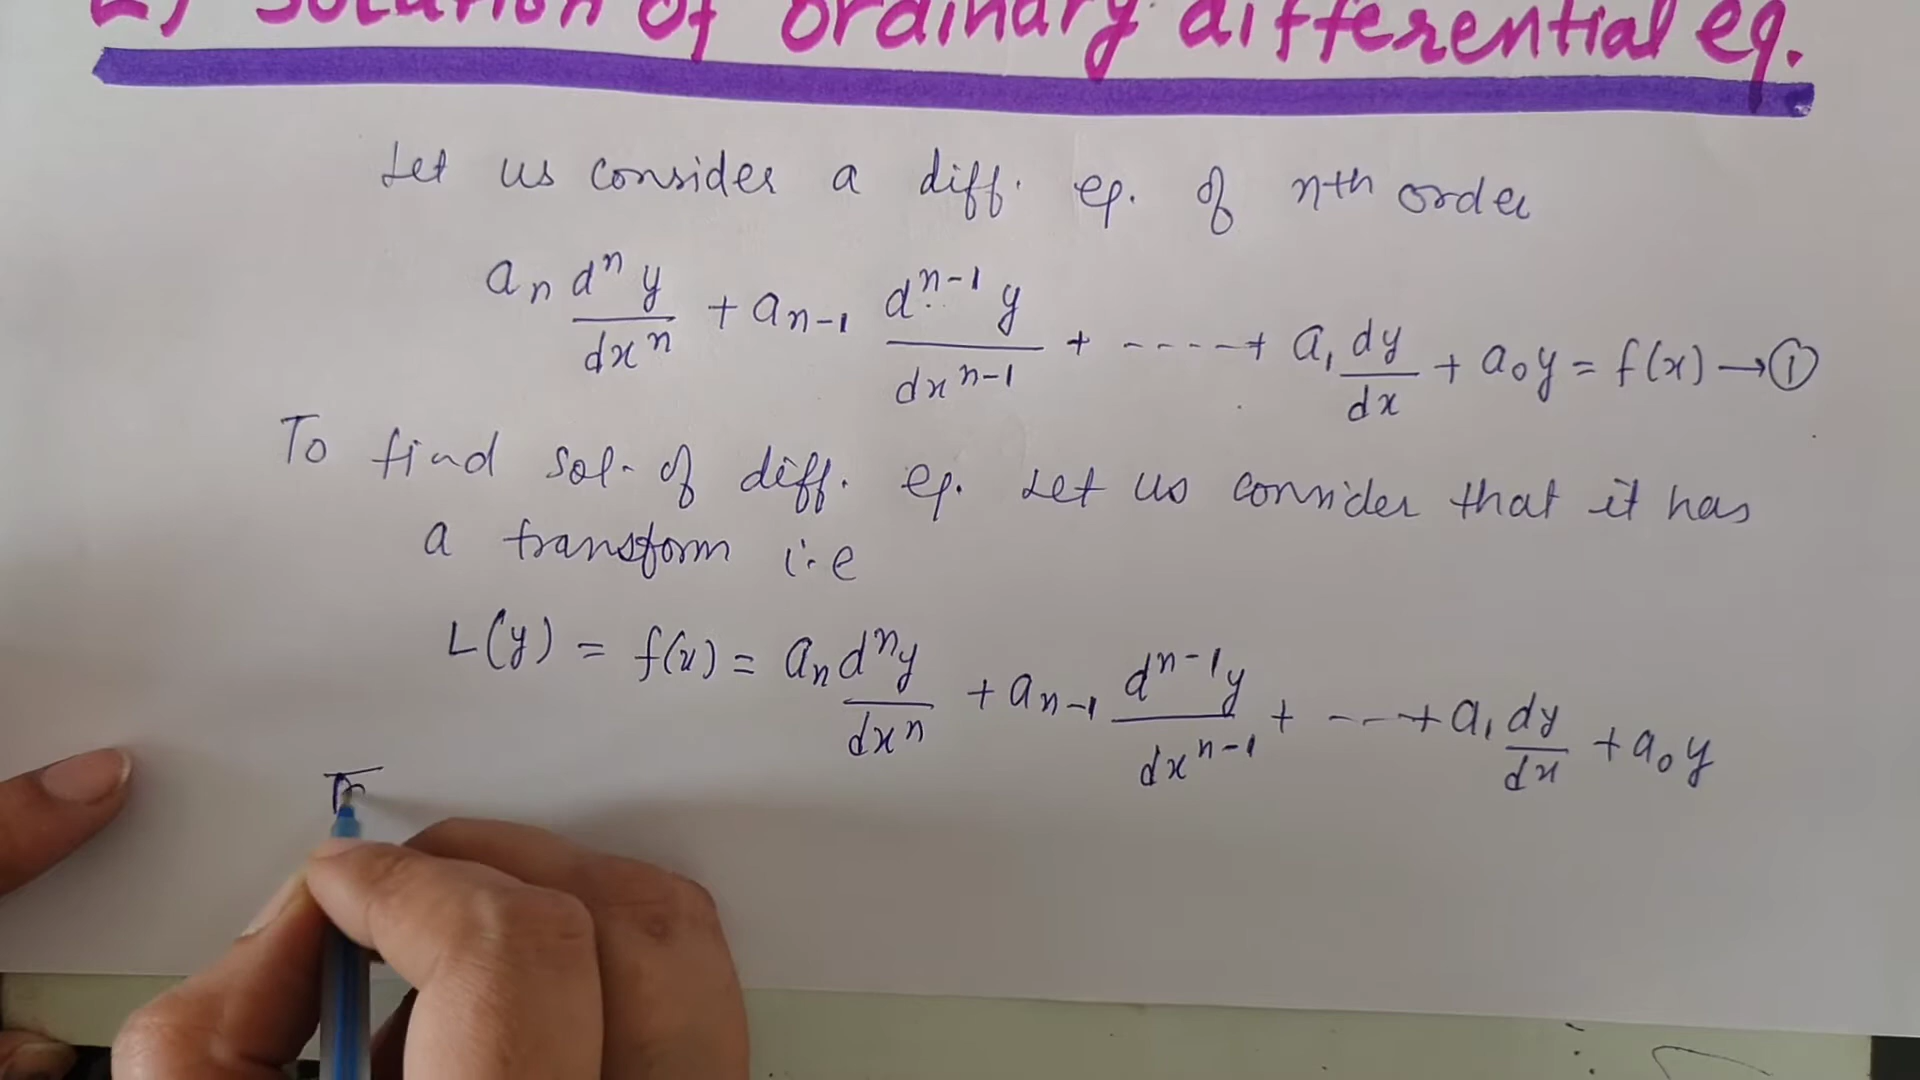 2) Solution of ordinary differential eq.
Let us consider a diff. eq. of nth order
a_n d^n y/dx^n + a_{n-1} d^{n-1} y/dx^{n-1} + -----+ a_1 dy/dx + a_0 y = f(x) → ①
To find sol. of diff. eq. Let us consider that it has
a transform i.e
L(y) = f(x) = a_n d^n y/dx^n + a_{n-1} d^{n-1} y/dx^{n-1} + ---+ a_1 dy/dx + a_0 y